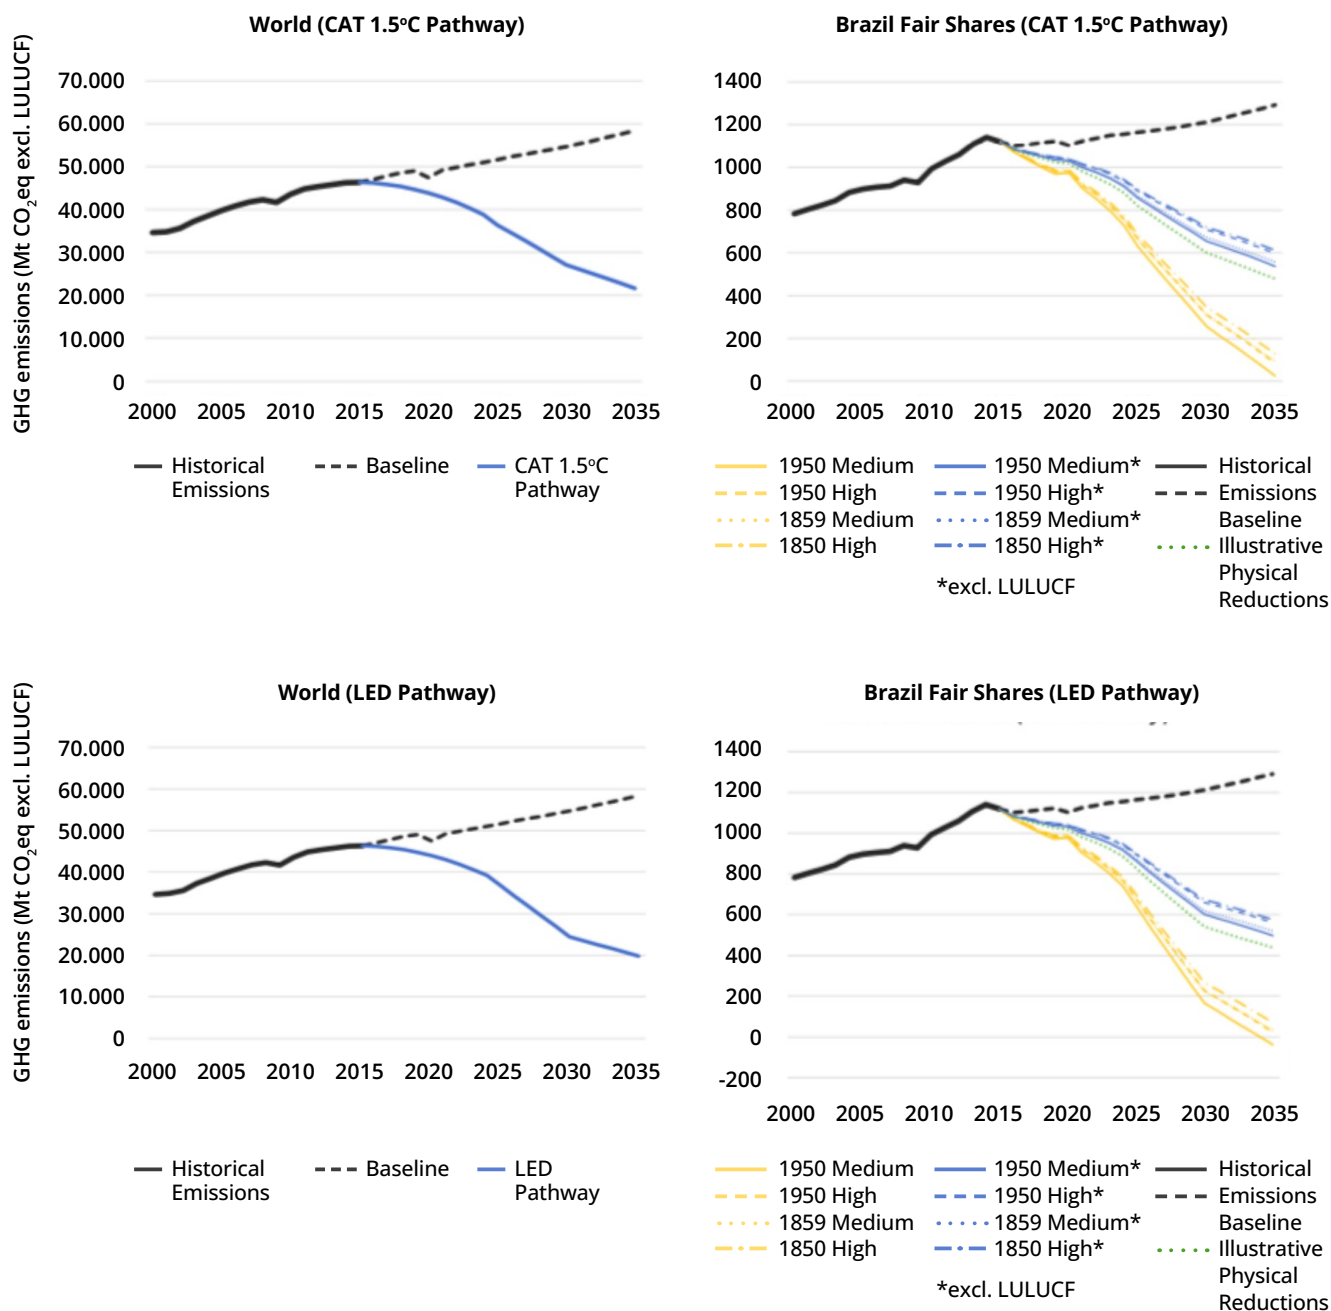 World (CAT 1.5ºC Pathway)
GHG emissions (Mt CO2eq excl. LULUCF)
70.000
60.000
50.000
40.000
30.000
20.000
10.000
0
2000 2005 2010 2015 2020 2025 2030 2035
Historical Emissions
Baseline
CAT 1.5ºC Pathway
Brazil Fair Shares (CAT 1.5ºC Pathway)
1400
1200
1000
800
600
400
200
0
2000 2005 2010 2015 2020 2025 2030 2035
1950 Medium
1950 High
1859 Medium
1850 High
1950 Medium*
1950 High*
1859 Medium*
1850 High*
*excl. LULUCF
Historical
Emissions
Baseline
Illustrative
Physical
Reductions
World (LED Pathway)
GHG emissions (Mt CO2eq excl. LULUCF)
70.000
60.000
50.000
40.000
30.000
20.000
10.000
0
2000 2005 2010 2015 2020 2025 2030 2035
Historical Emissions
Baseline
LED Pathway
Brazil Fair Shares (LED Pathway)
1400
1200
1000
800
600
400
200
0
-200
2000 2005 2010 2015 2020 2025 2030 2035
1950 Medium
1950 High
1859 Medium
1850 High
1950 Medium*
1950 High*
1859 Medium*
1850 High*
*excl. LULUCF
Historical
Emissions
Baseline
Illustrative
Physical
Reductions